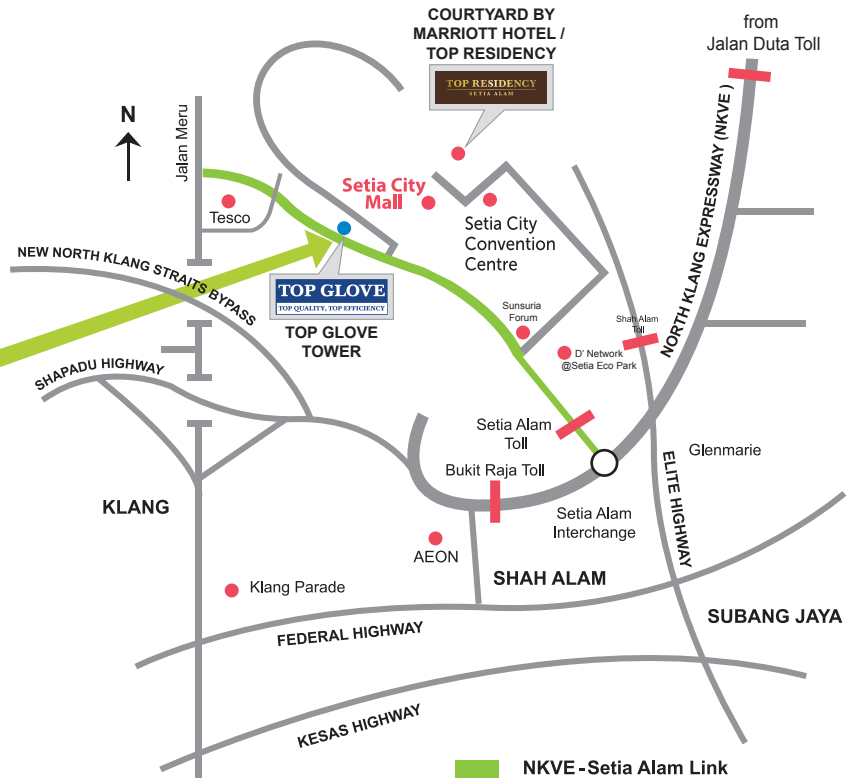 COURTYARD BY
MARRIOTT HOTEL /
TOP RESIDENCY
TOP RESIDENCY
SETIA ALAM
from
Jalan Duta Toll
N
Jalan Meru
NORTH KLANG EXPRESSWAY (NKVE)
Setia City
Mall
Tesco
Setia City
Convention
Centre
NEW NORTH KLANG STRAITS BYPASS
TOP GLOVE
TOP QUALITY, TOP EFFICIENCY
TOP GLOVE
TOWER
Sunsuria
Forum
Shah Alam
Toll
D' Network
@Setia Eco Park
SHAPADU HIGHWAY
Setia Alam
Toll
Bukit Raja Toll
Glenmarie
ELITE HIGHWAY
KLANG
Setia Alam
Interchange
AEON
SHAH ALAM
Klang Parade
SUBANG JAYA
FEDERAL HIGHWAY
KESAS HIGHWAY
NKVE - Setia Alam Link